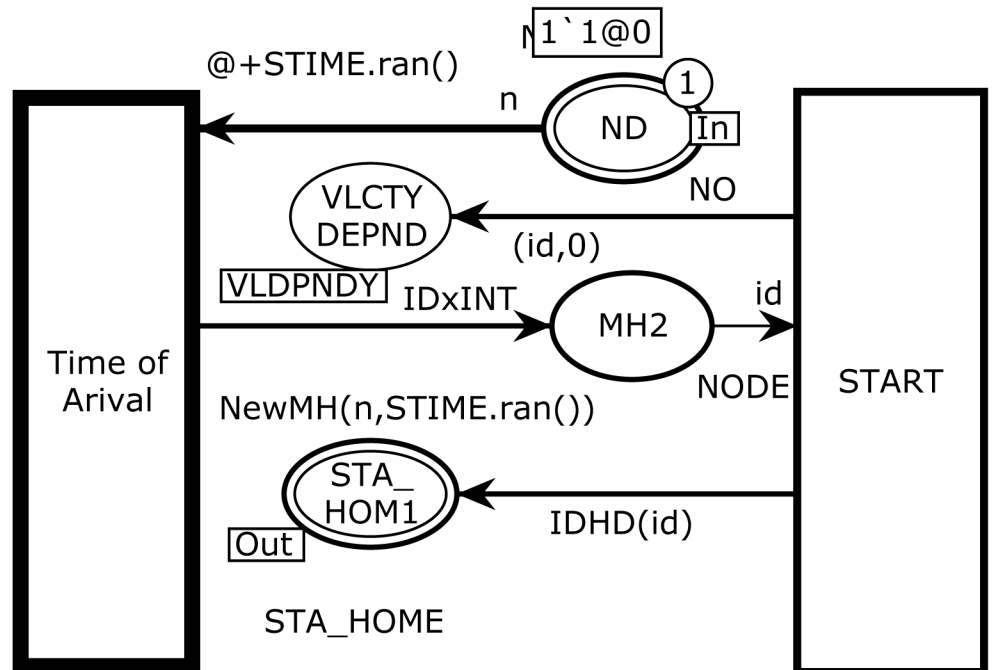 1`1@0
@+STIME.ran()
1
n
ND
In
NO
VLCTY
DEPND
(id,0)
VLDPNDY
IDxINT
id
MH2
Time of
Arival
START
NODE
NewMH(n,STIME.ran())
STA_
HOM1
IDHD(id)
Out
STA_HOME